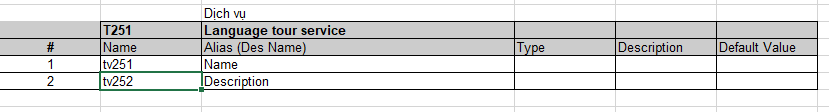 Dịch vụ
T251 Language tour service
# Name Alias (Des Name) Type Description Default Value
1 tv251 Name
2 tv252 Description